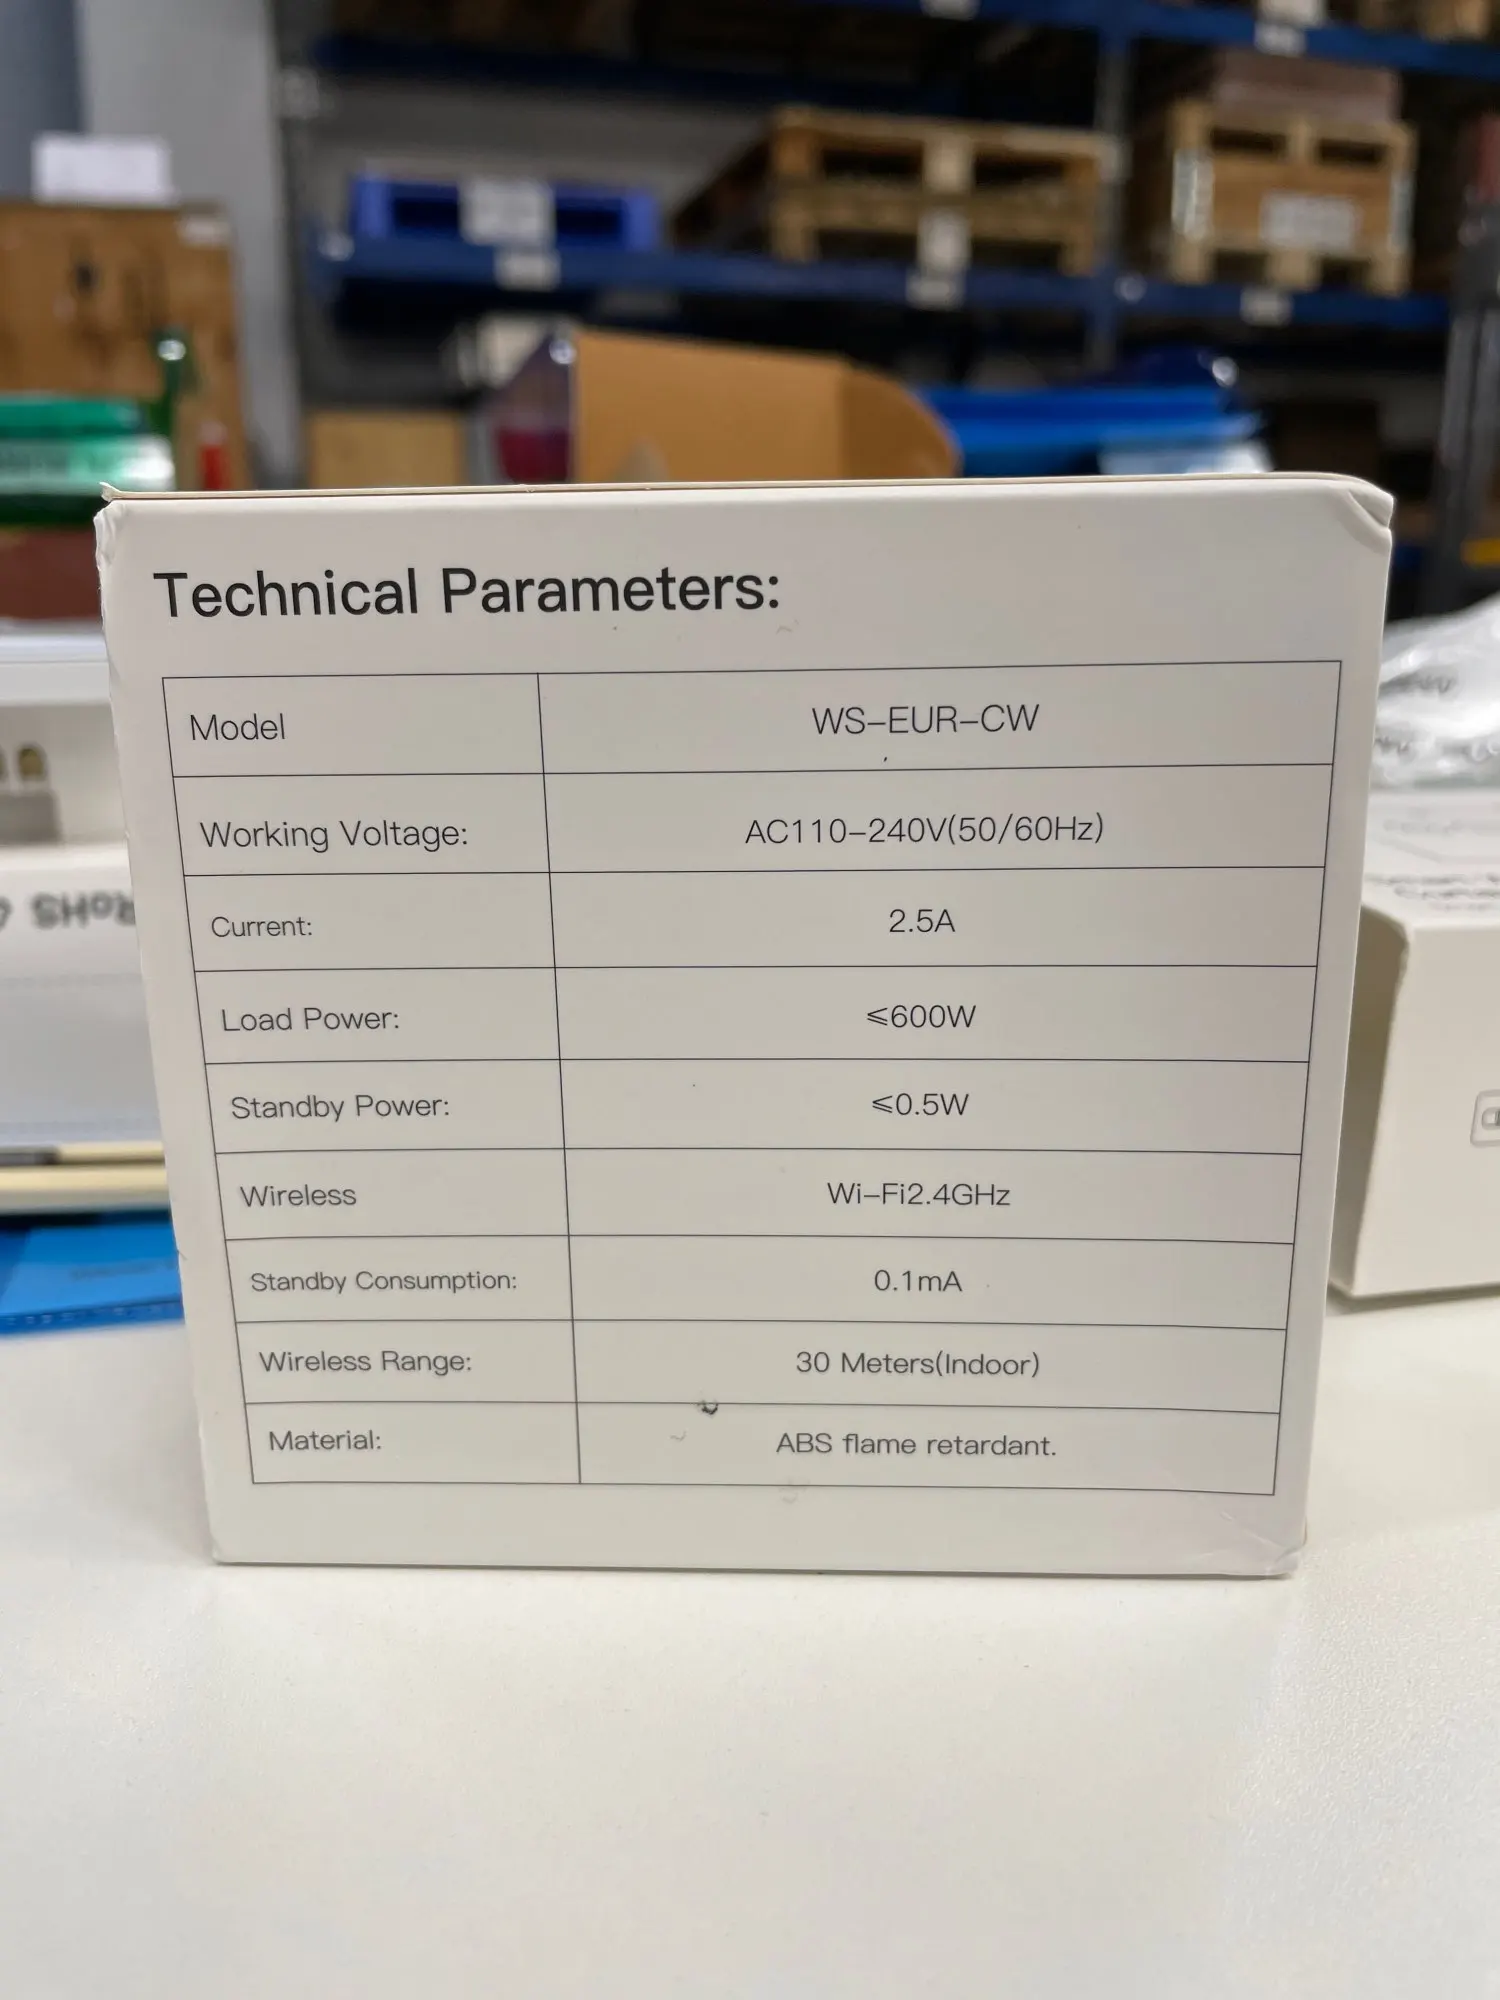 Technical Parameters:
Model WS–EUR–CW
Working Voltage: AC110–240V(50/60Hz)
Current: 2.5A
Load Power: ≤600W
Standby Power: ≤0.5W
Wireless Wi–Fi2.4GHz
Standby Consumption: 0.1mA
Wireless Range: 30 Meters(Indoor)
Material: ABS flame retardant.
RoHS